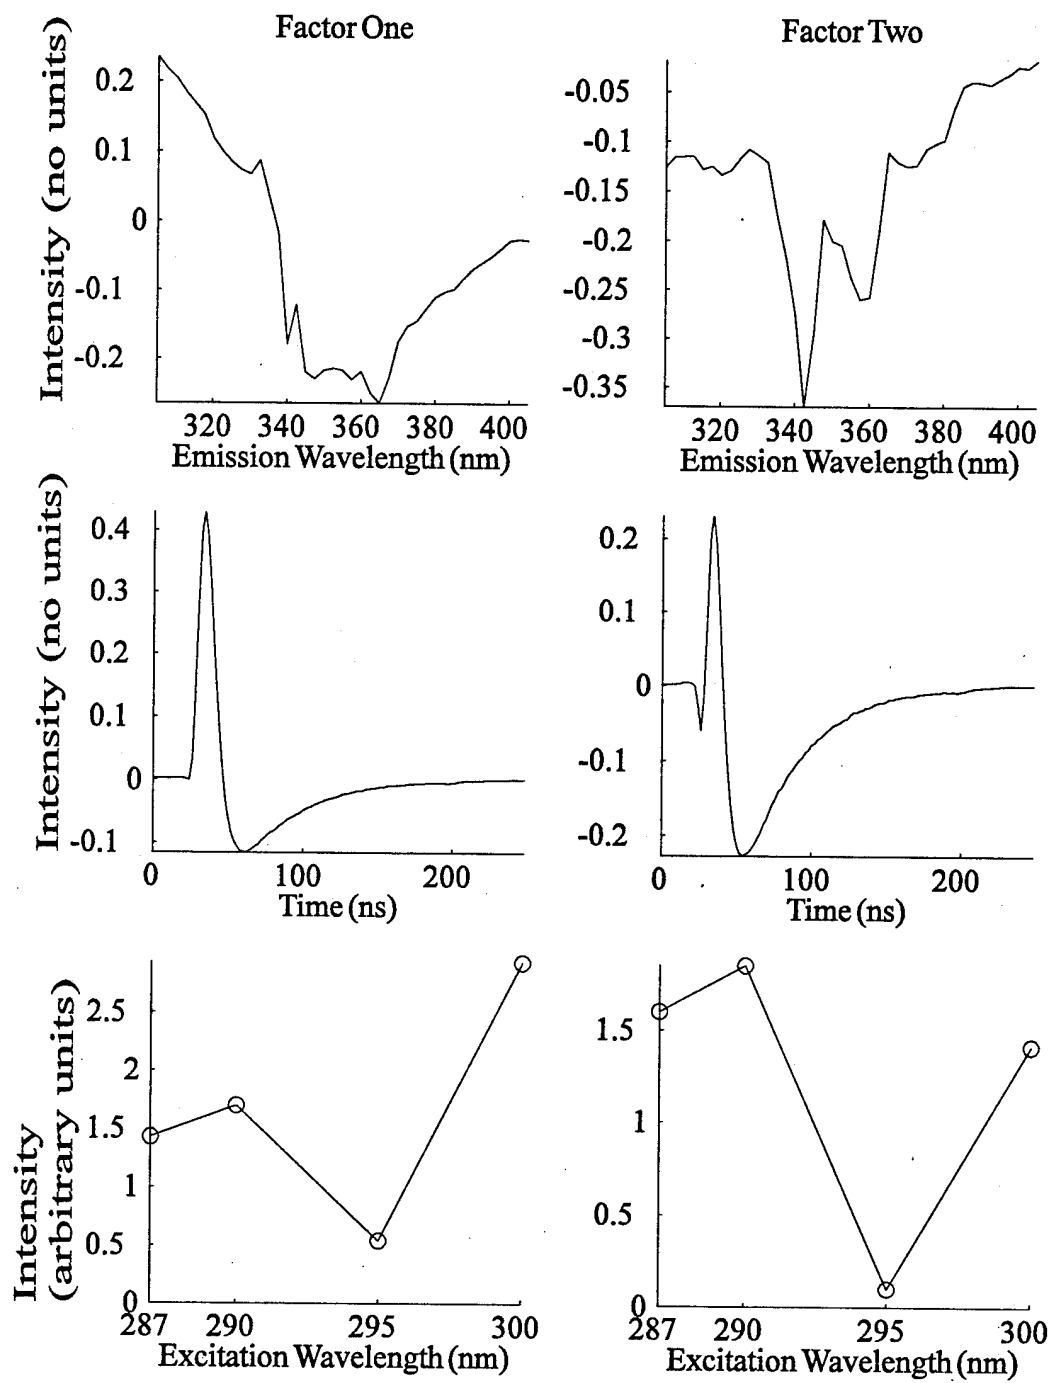 Factor One
Factor Two
Intensity (no units)
0.2
0.1
0
-0.1
-0.2
320 340 360 380 400
Emission Wavelength (nm)
-0.05
-0.1
-0.15
-0.2
-0.25
-0.3
-0.35
320 340 360 380 400
Emission Wavelength (nm)
Intensity (no units)
0.4
0.3
0.2
0.1
0
-0.1
0 100 200
Time (ns)
0.2
0.1
0
-0.1
-0.2
0 100 200
Time (ns)
Intensity
(arbitrary units)
2.5
2
1.5
1
0.5
0
287 290 295 300
Excitation Wavelength (nm)
1.5
1
0.5
0
287 290 295 300
Excitation Wavelength (nm)